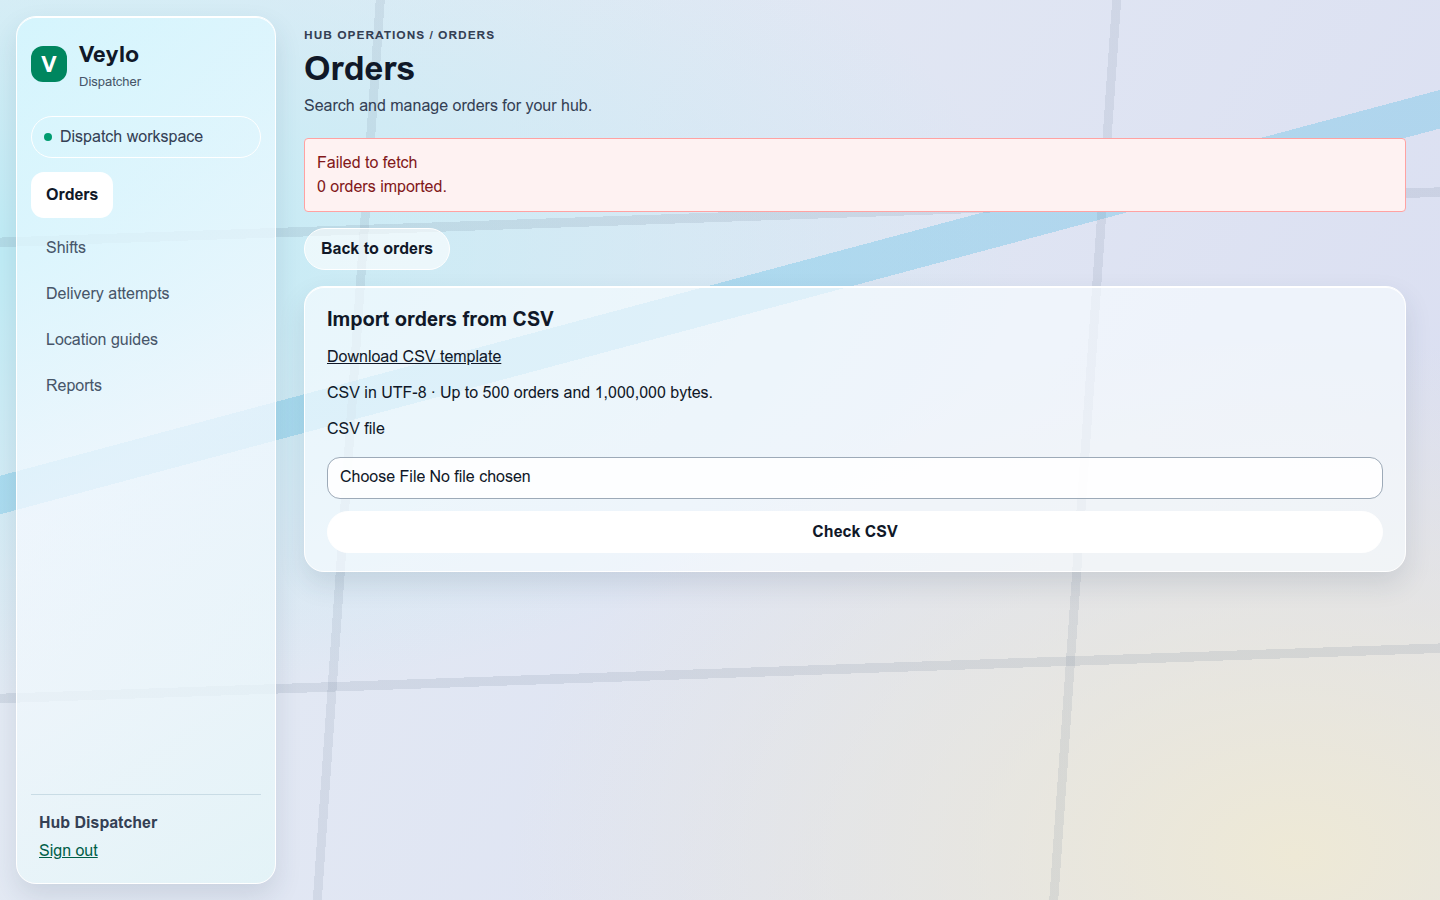 V
Veylo
Dispatcher
Dispatch workspace
Orders
Shifts
Delivery attempts
Location guides
Reports
Hub Dispatcher
Sign out
HUB OPERATIONS / ORDERS
Orders
Search and manage orders for your hub.
Failed to fetch
0 orders imported.
Back to orders
Import orders from CSV
Download CSV template
CSV in UTF-8 · Up to 500 orders and 1,000,000 bytes.
CSV file
Choose File No file chosen
Check CSV